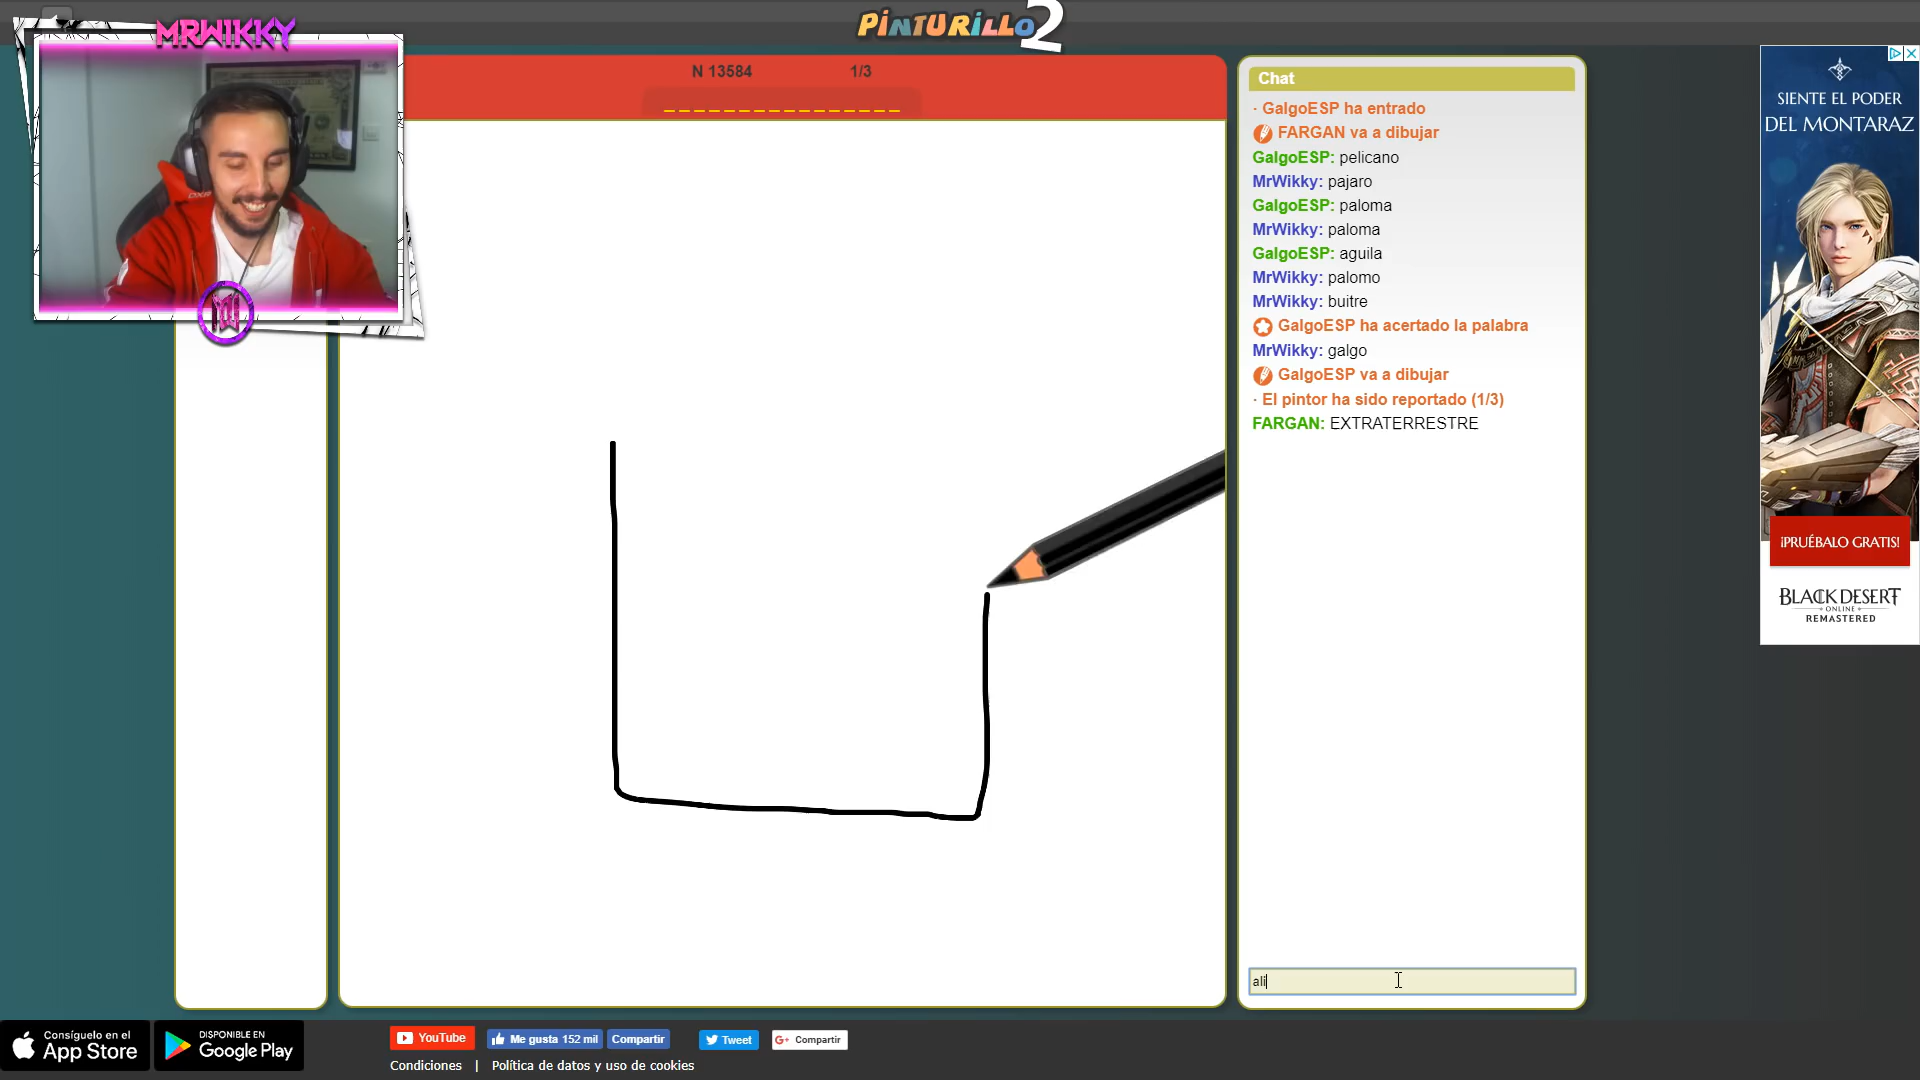 MRWIKKY
PINTURILLO 2
N 13584
1/3
Chat
· GalgoESP ha entrado
FARGAN va a dibujar
GalgoESP: pelicano
MrWikky: pajaro
GalgoESP: paloma
MrWikky: paloma
GalgoESP: aguila
MrWikky: palomo
MrWikky: buitre
GalgoESP ha acertado la palabra
MrWikky: galgo
GalgoESP va a dibujar
· El pintor ha sido reportado (1/3)
FARGAN: EXTRATERRESTRE
ali
SIENTE EL PODER
DEL MONTARAZ
¡PRUÉBALO GRATIS!
BLACK DESERT
ONLINE
REMASTERED
Consíguelo en el
App Store
DISPONIBLE EN
Google Play
YouTube
Me gusta 152 mil
Compartir
Tweet
G+ Compartir
Condiciones | Política de datos y uso de cookies